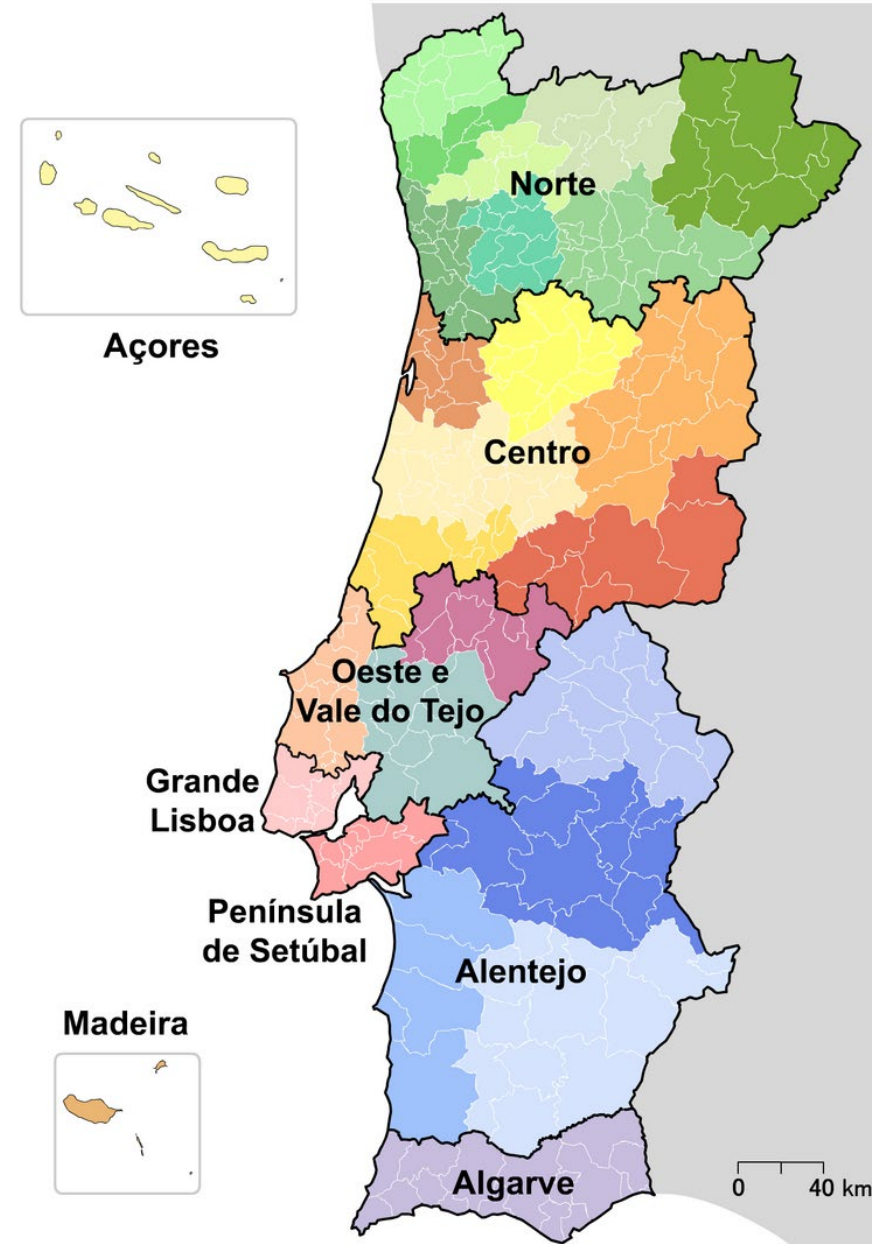 Norte
Açores
Centro
Oeste e
Vale do Tejo
Grande
Lisboa
Península
de Setúbal
Alentejo
Madeira
Algarve
0 40 km